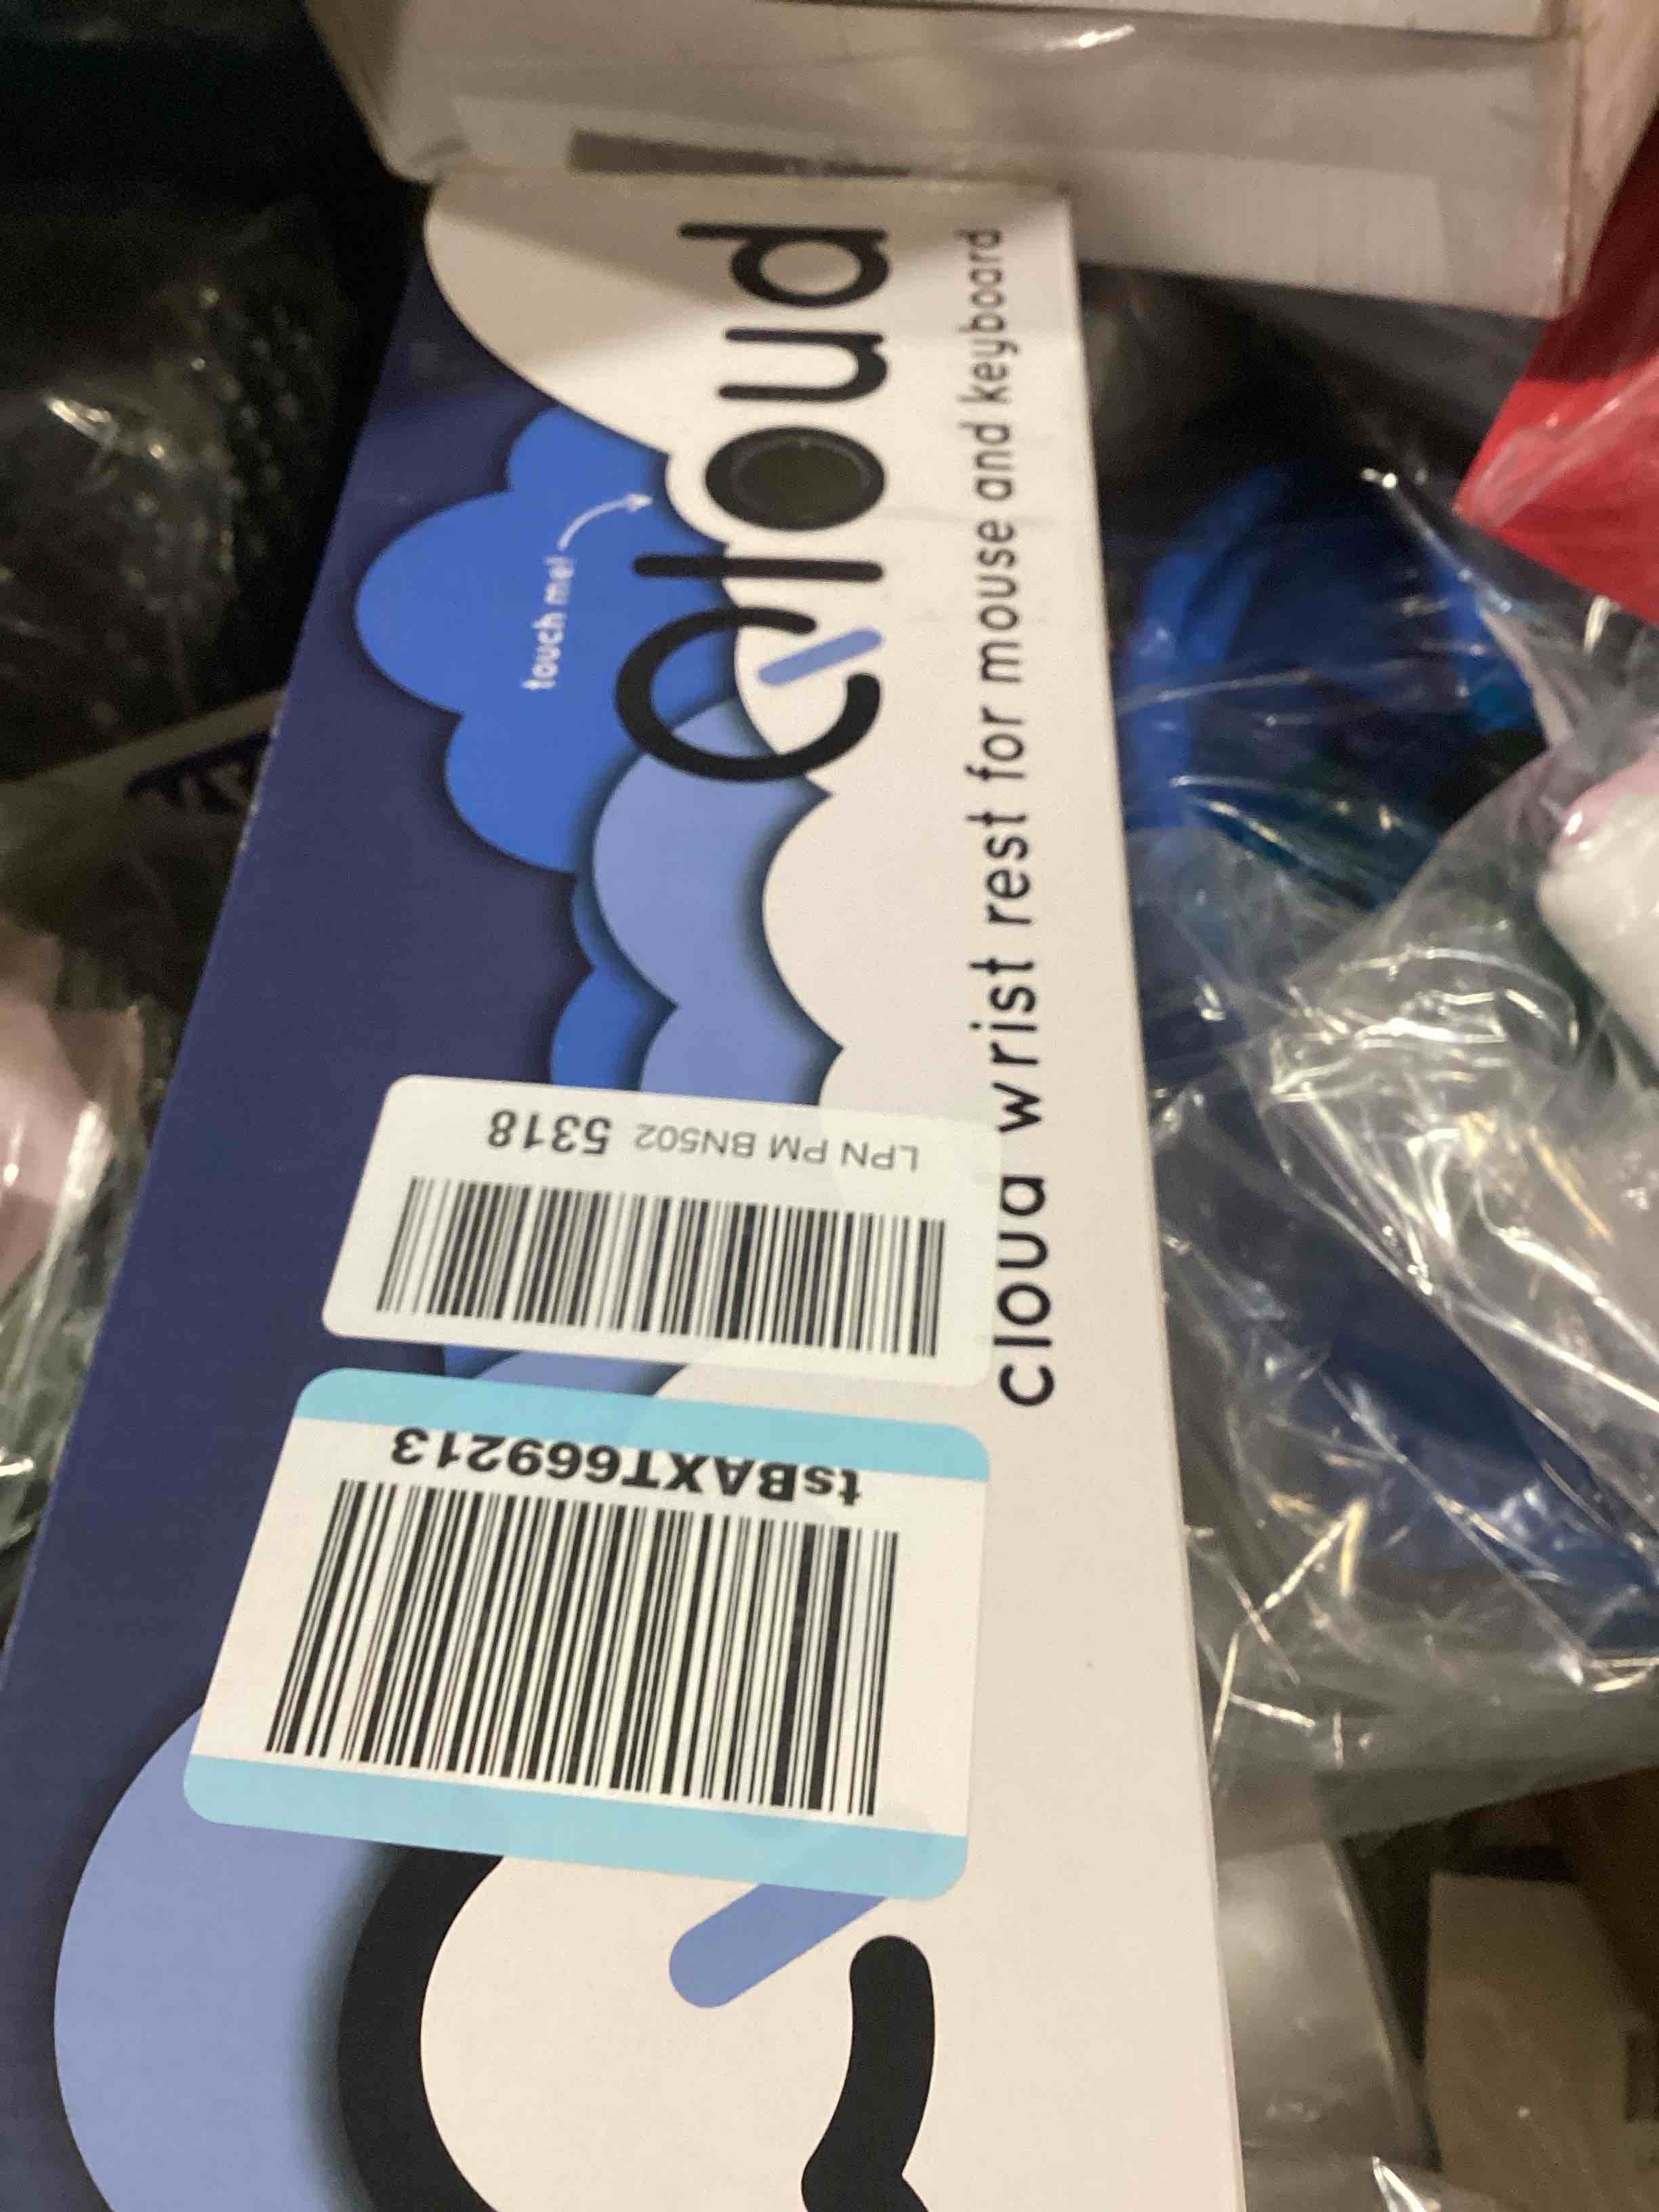 cloud
touch me!
cloud wrist rest for mouse and keyboard
LPN PM BN502 5318
tsBAXT669213